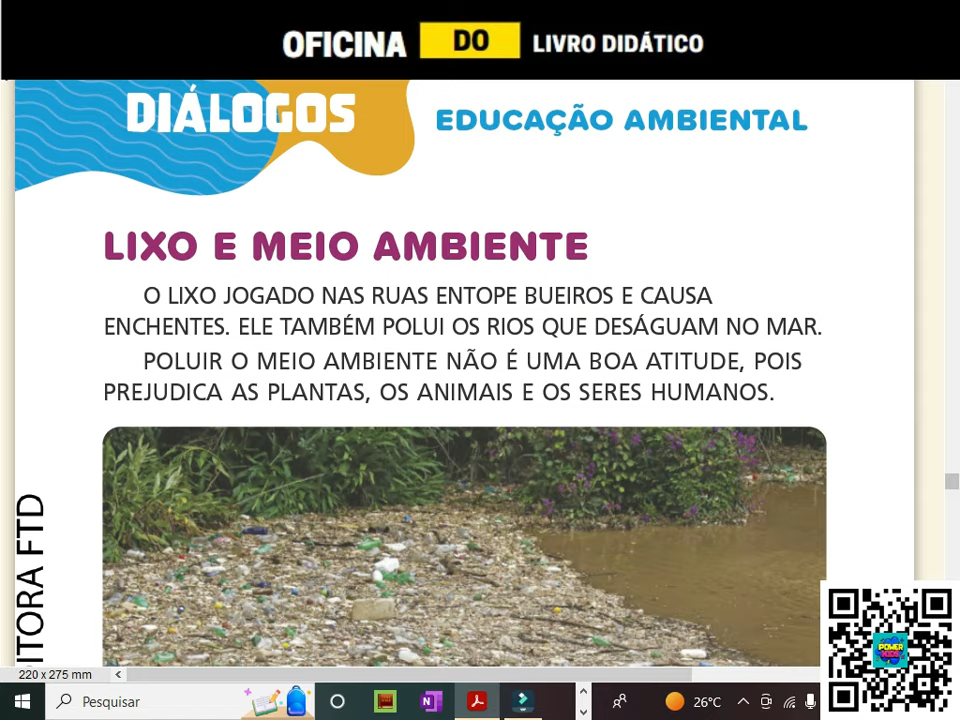 OFICINA DO LIVRO DIDÁTICO
DIÁLOGOS
EDUCAÇÃO AMBIENTAL
LIXO E MEIO AMBIENTE
O LIXO JOGADO NAS RUAS ENTOPE BUEIROS E CAUSA
ENCHENTES. ELE TAMBÉM POLUI OS RIOS QUE DESÁGUAM NO MAR.
POLUIR O MEIO AMBIENTE NÃO É UMA BOA ATITUDE, POIS
PREJUDICA AS PLANTAS, OS ANIMAIS E OS SERES HUMANOS.
ITORA FTD
POWER KIDS
220 x 275 mm
Pesquisar
26°C